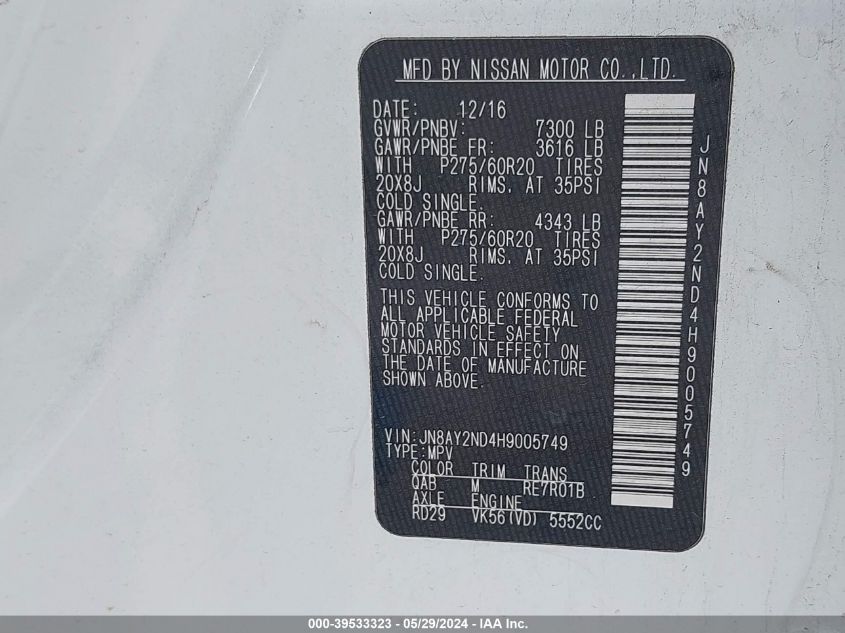 MFD BY NISSAN MOTOR CO.,LTD.
DATE: 12/16
GVWR/PNBV: 7300 LB
GAWR/PNBE FR: 3616 LB
WITH P275/60R20 TIRES
20X8J RIMS. AT 35PSI
COLD SINGLE.
GAWR/PNBE RR: 4343 LB
WITH P275/60R20 TIRES
20X8J RIMS. AT 35PSI
COLD SINGLE.
THIS VEHICLE CONFORMS TO
ALL APPLICABLE FEDERAL
MOTOR VEHICLE SAFETY
STANDARDS IN EFFECT ON
THE DATE OF MANUFACTURE
SHOWN ABOVE.
VIN:JN8AY2ND4H9005749
TYPE:MPV
COLOR TRIM TRANS
QAB M RE7R01B
AXLE ENGINE
RD29 VK56(VD) 5552CC
JN8AY2ND4H9005749
000-39533323 / 05/29/2024 - IAA Inc.